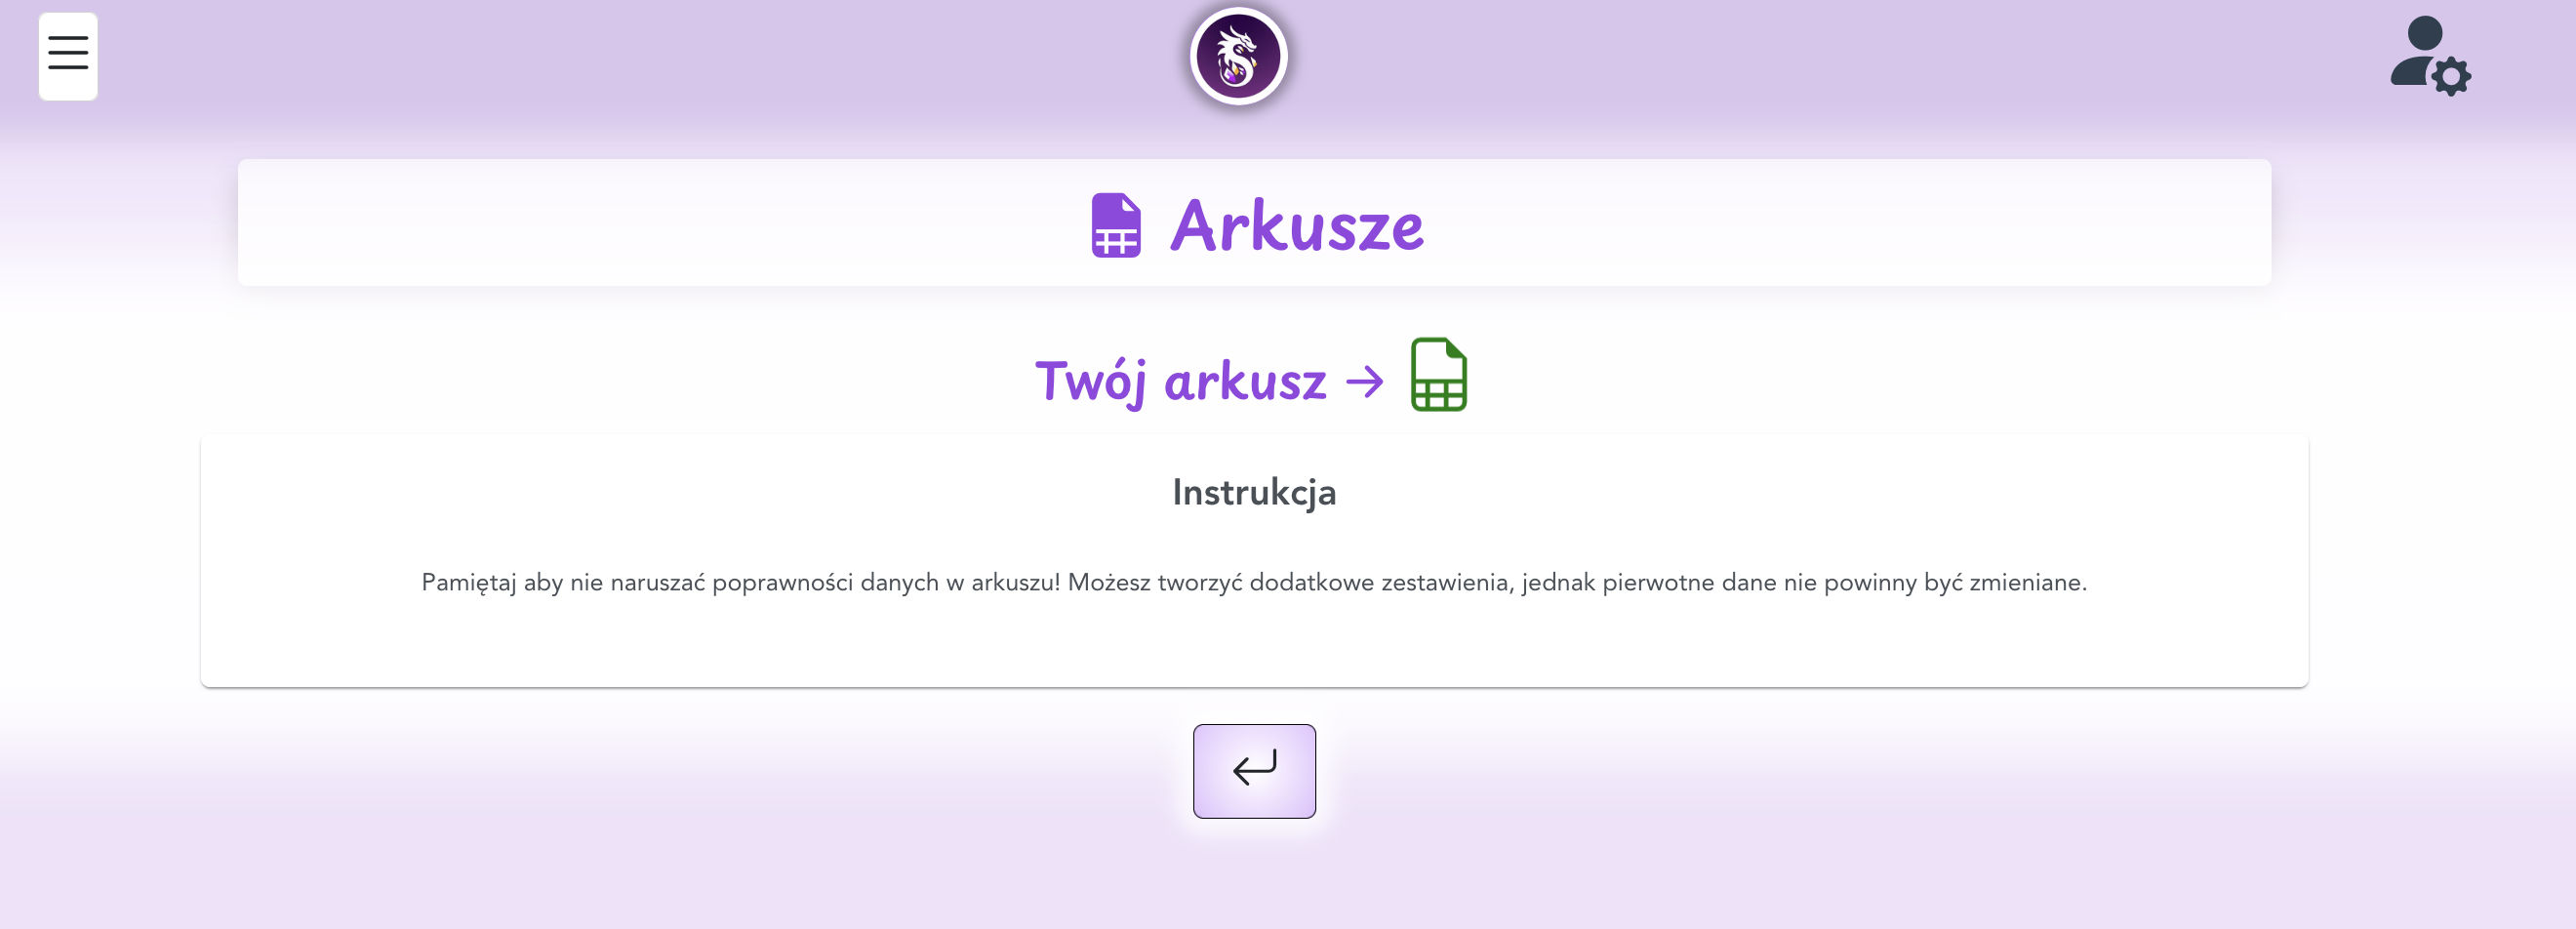 Arkusze
Twój arkusz →
Instrukcja
Pamiętaj aby nie naruszać poprawności danych w arkuszu! Możesz tworzyć dodatkowe zestawienia, jednak pierwotne dane nie powinny być zmieniane.